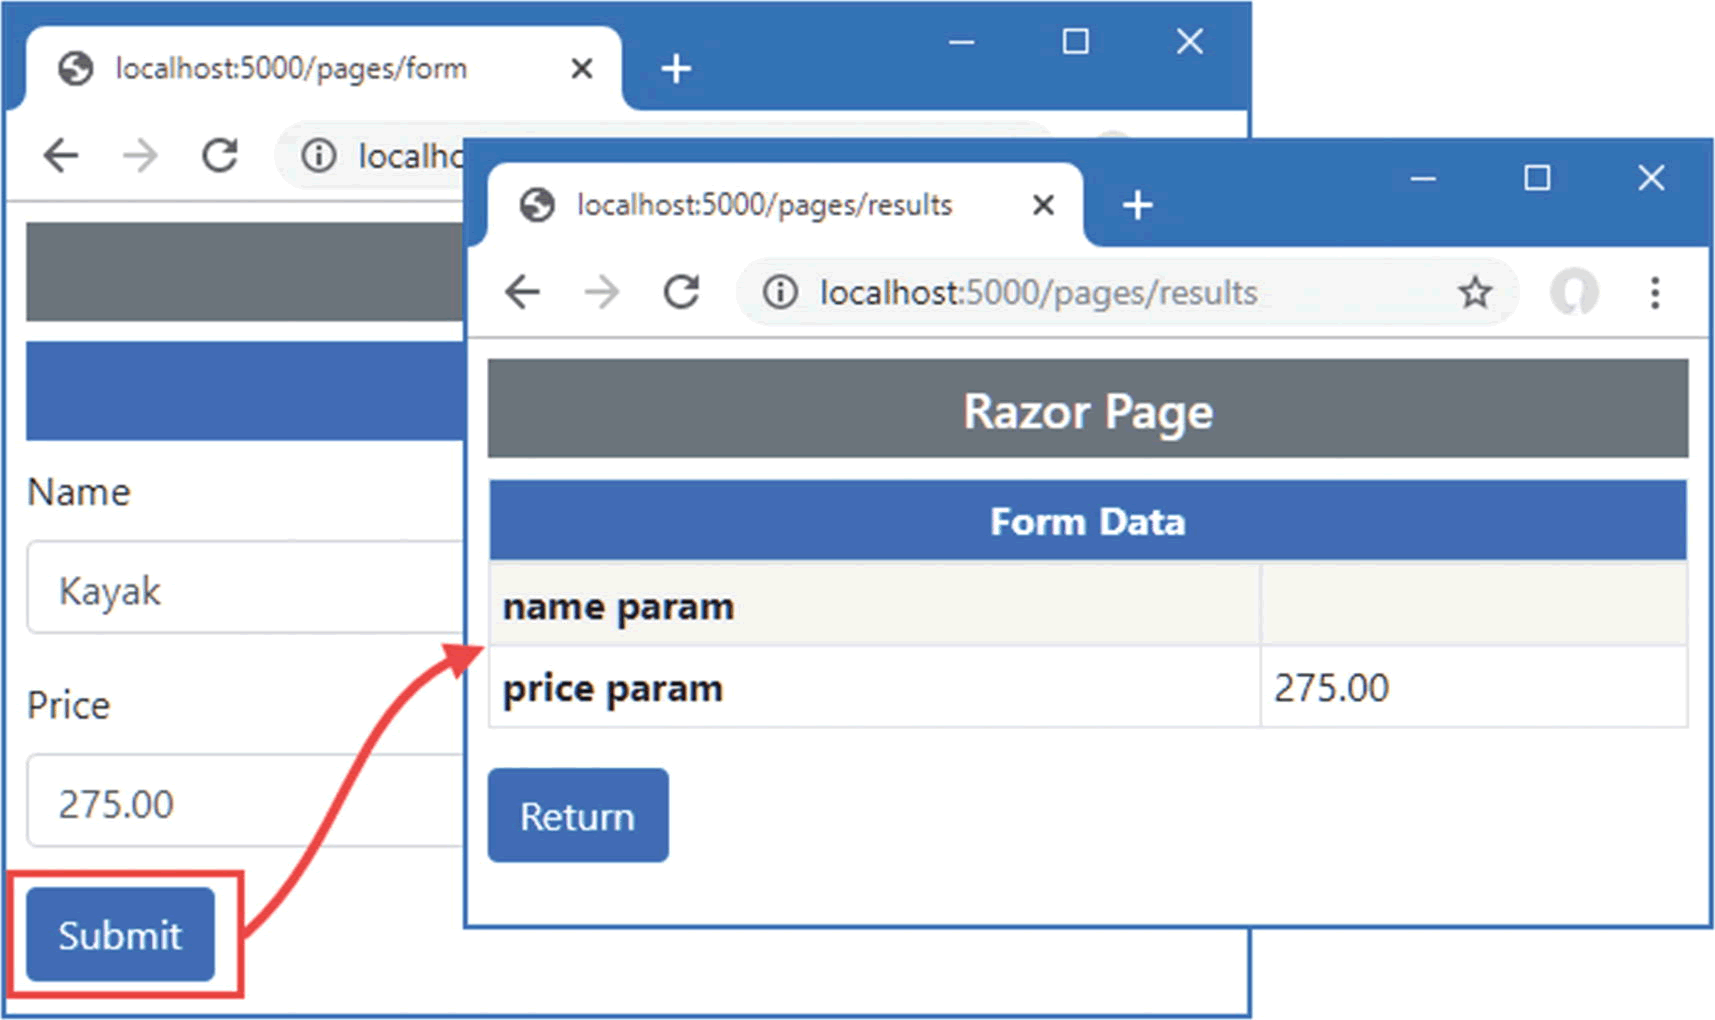 localhost:5000/pages/form
localho
Name
Kayak
Price
275.00
Submit
localhost:5000/pages/results
localhost:5000/pages/results
Razor Page
Form Data
name param
price param 275.00
Return